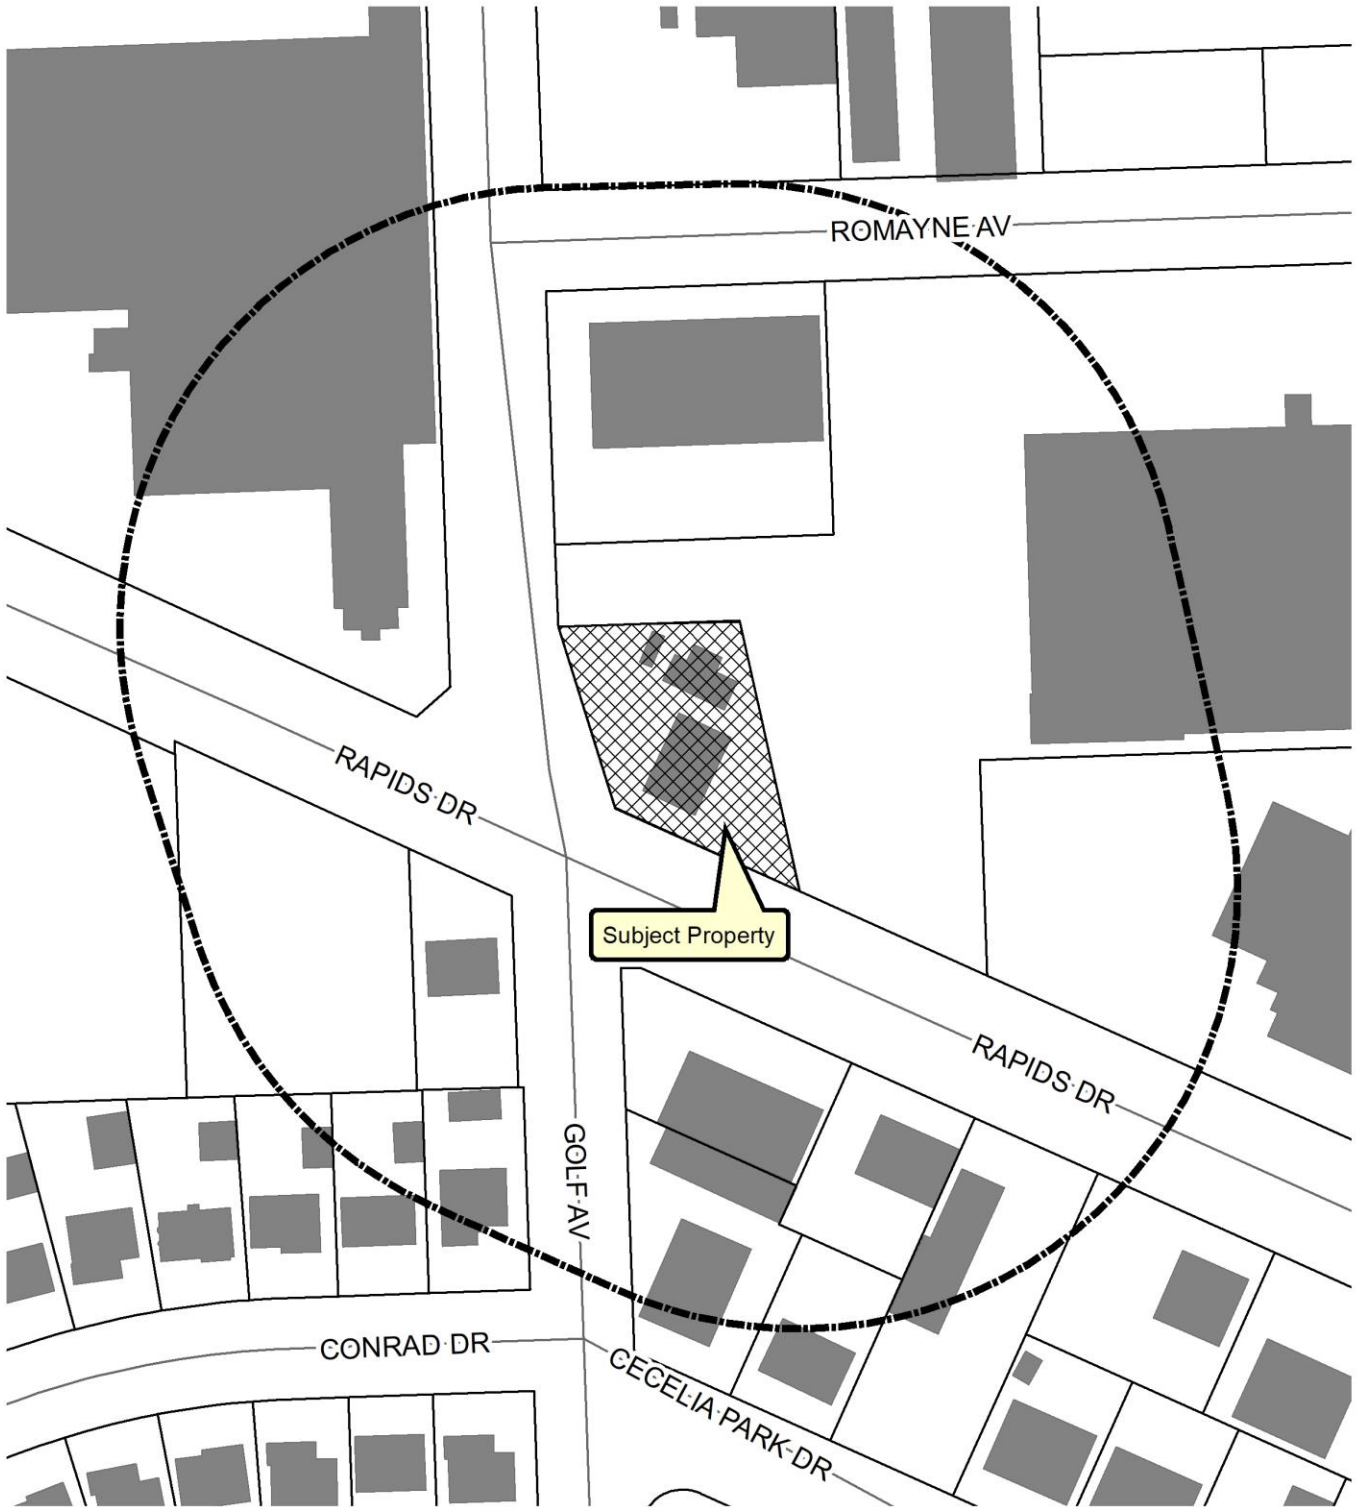 ROMAYNE AV
RAPIDS DR
Subject Property
RAPIDS DR
GOLF AV
CONRAD DR
CECELIA PARK DR